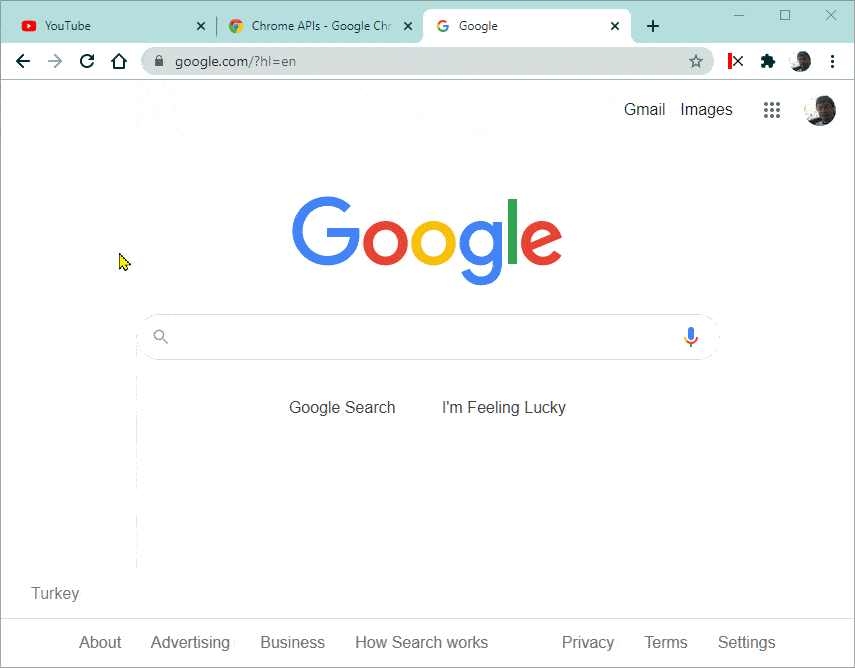 YouTube
Chrome APIs - Google Chr
Google
google.com/?hl=en
Gmail Images
Google
Google Search I'm Feeling Lucky
Turkey
About Advertising Business How Search works Privacy Terms Settings